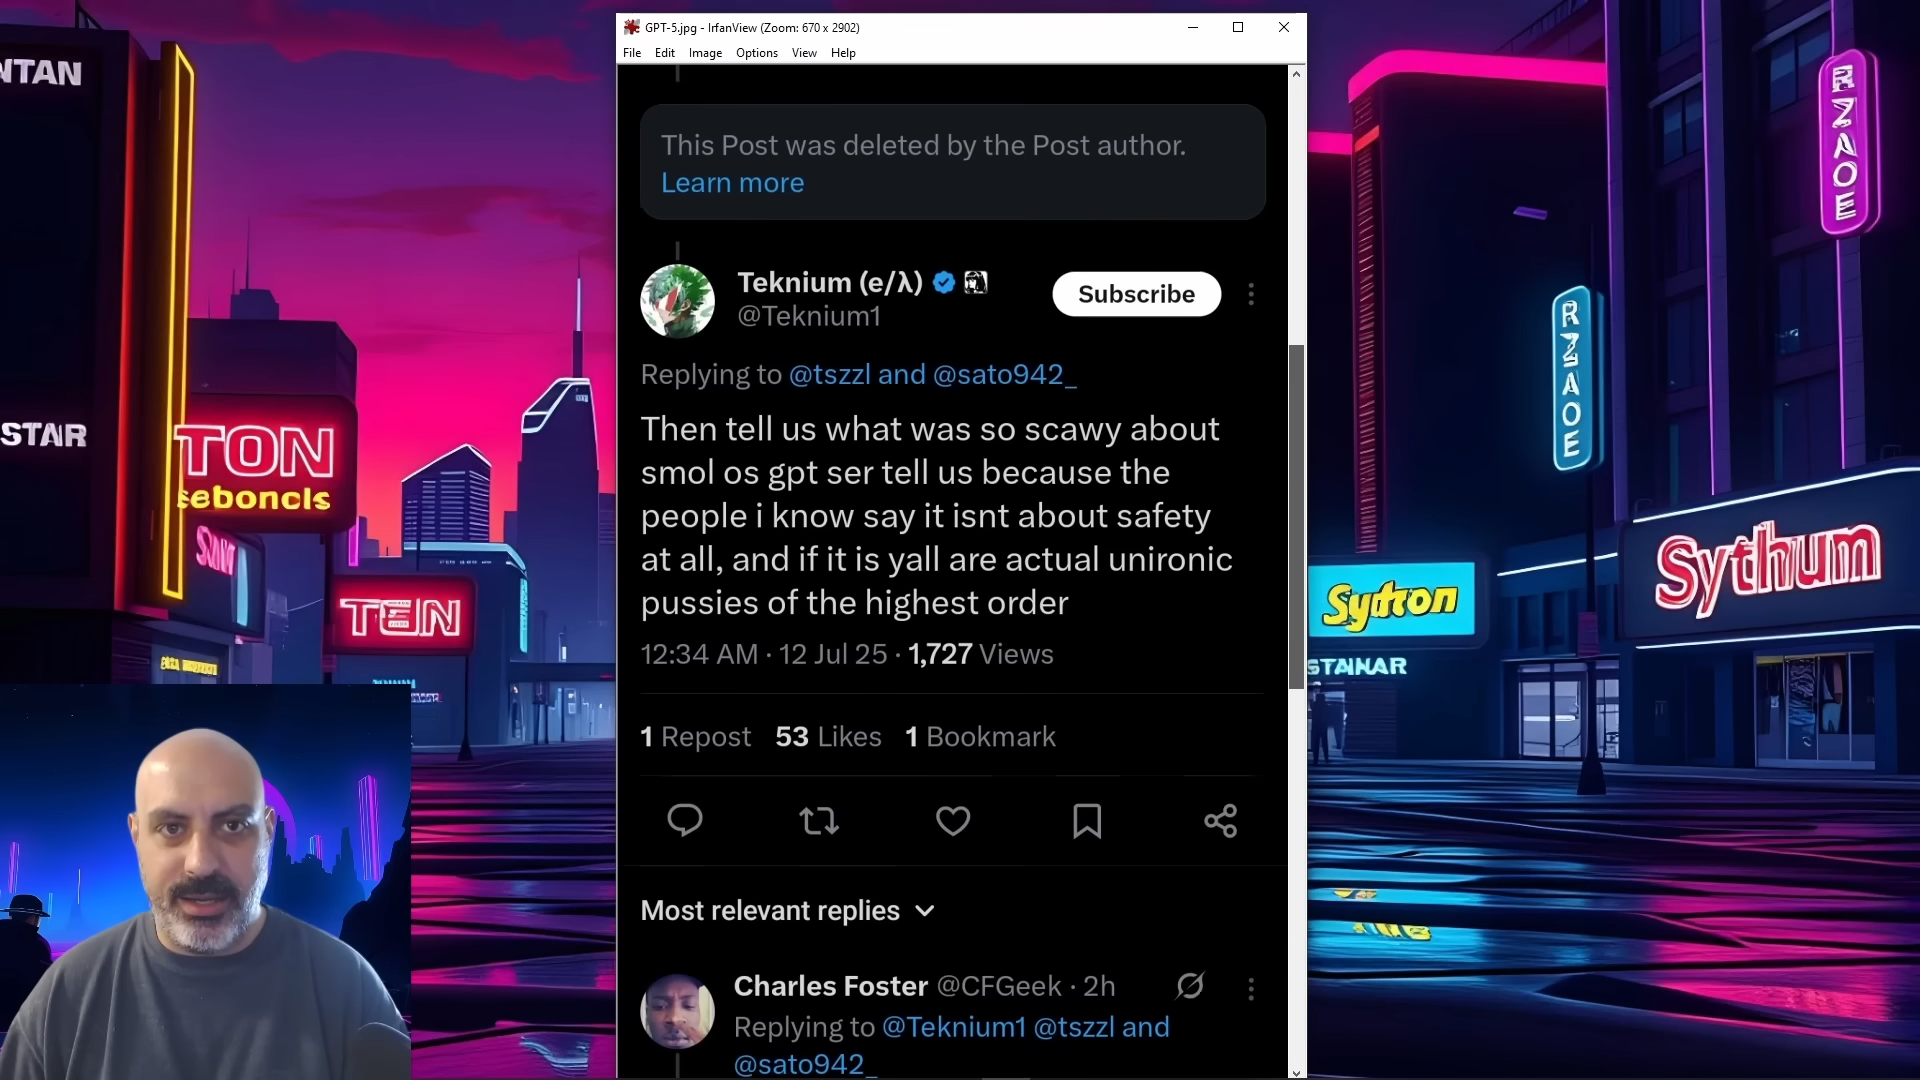 GPT-5.jpg - IrfanView (Zoom: 670 x 2902)
File Edit Image Options View Help
This Post was deleted by the Post author.
Learn more
Teknium (e/λ)
@Teknium1
Subscribe
Replying to @tszzl and @sato942_
Then tell us what was so scawy about
smol os gpt ser tell us because the
people i know say it isnt about safety
at all, and if it is yall are actual unironic
pussies of the highest order
12:34 AM · 12 Jul 25 · 1,727 Views
1 Repost 53 Likes 1 Bookmark
Most relevant replies
Charles Foster @CFGeek · 2h
Replying to @Teknium1 @tszzl and
@sato942_
NTAN
STAR
TON
seboncls
TEN
RZAOE
RZAOE
Sytron
STANAR
Sythum